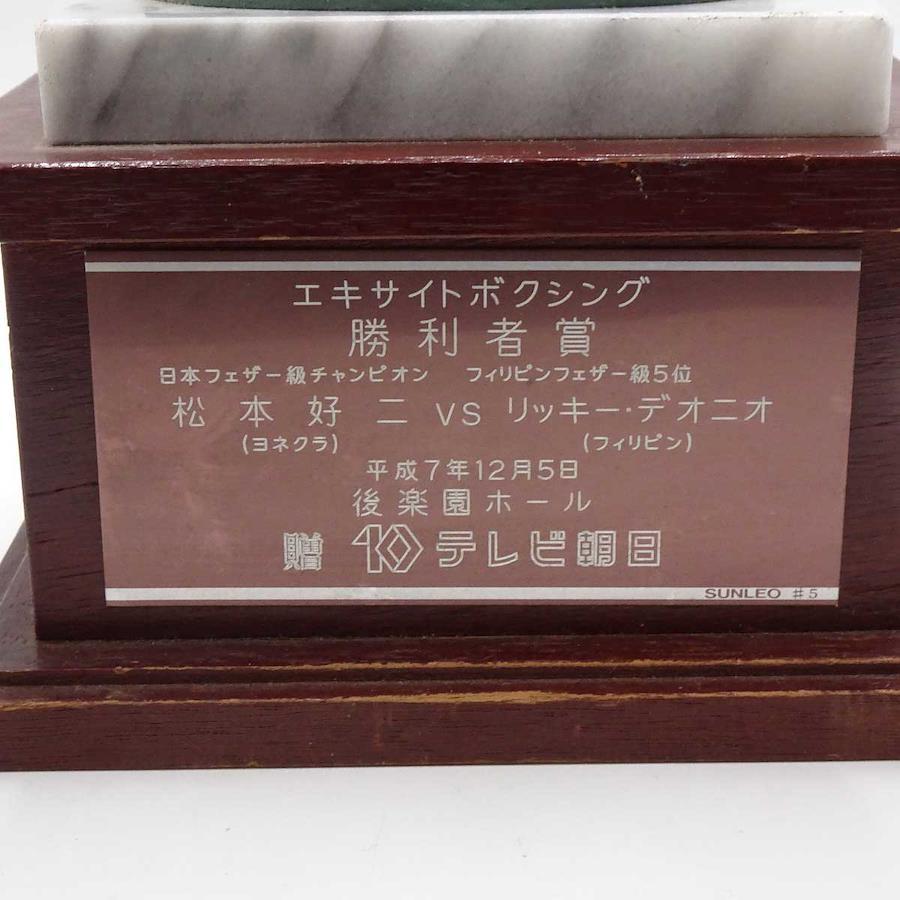 エキサイトボクシング
勝利者賞
日本フェザー級チャンピオン フィリピンフェザー級5位
松本好二 VS リッキー・デオニオ
(ヨネクラ) (フィリピン)
平成7年12月5日
後楽園ホール
贈 10 テレビ朝日
SUNLEO #5